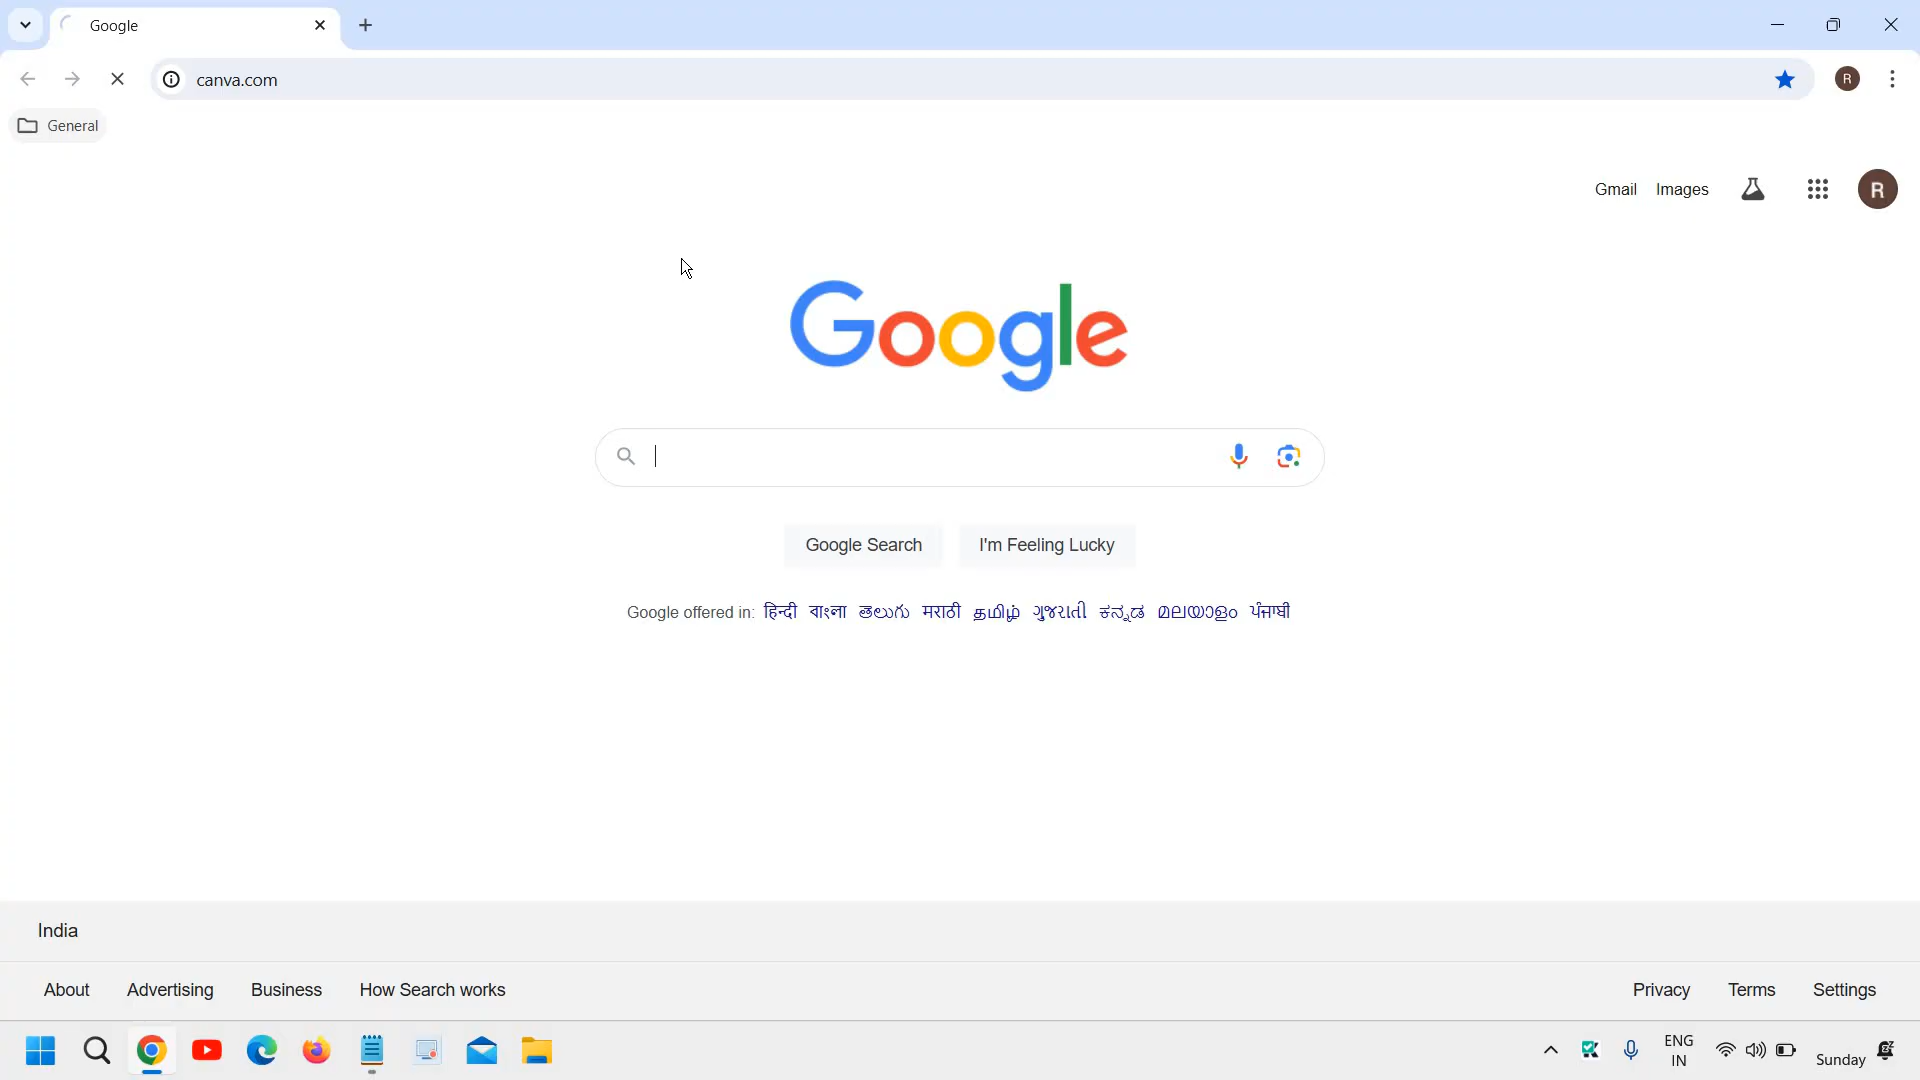 Google
canva.com
R
General
Gmail Images R
Google
Google Search I'm Feeling Lucky
Google offered in: हिन्दी বাংলা తెలుగు मराठी தமிழ் ગુજરાતી ಕನ್ನಡ മലയാളം ਪੰਜਾਬੀ
India
About Advertising Business How Search works Privacy Terms Settings
ENG
IN
Sunday